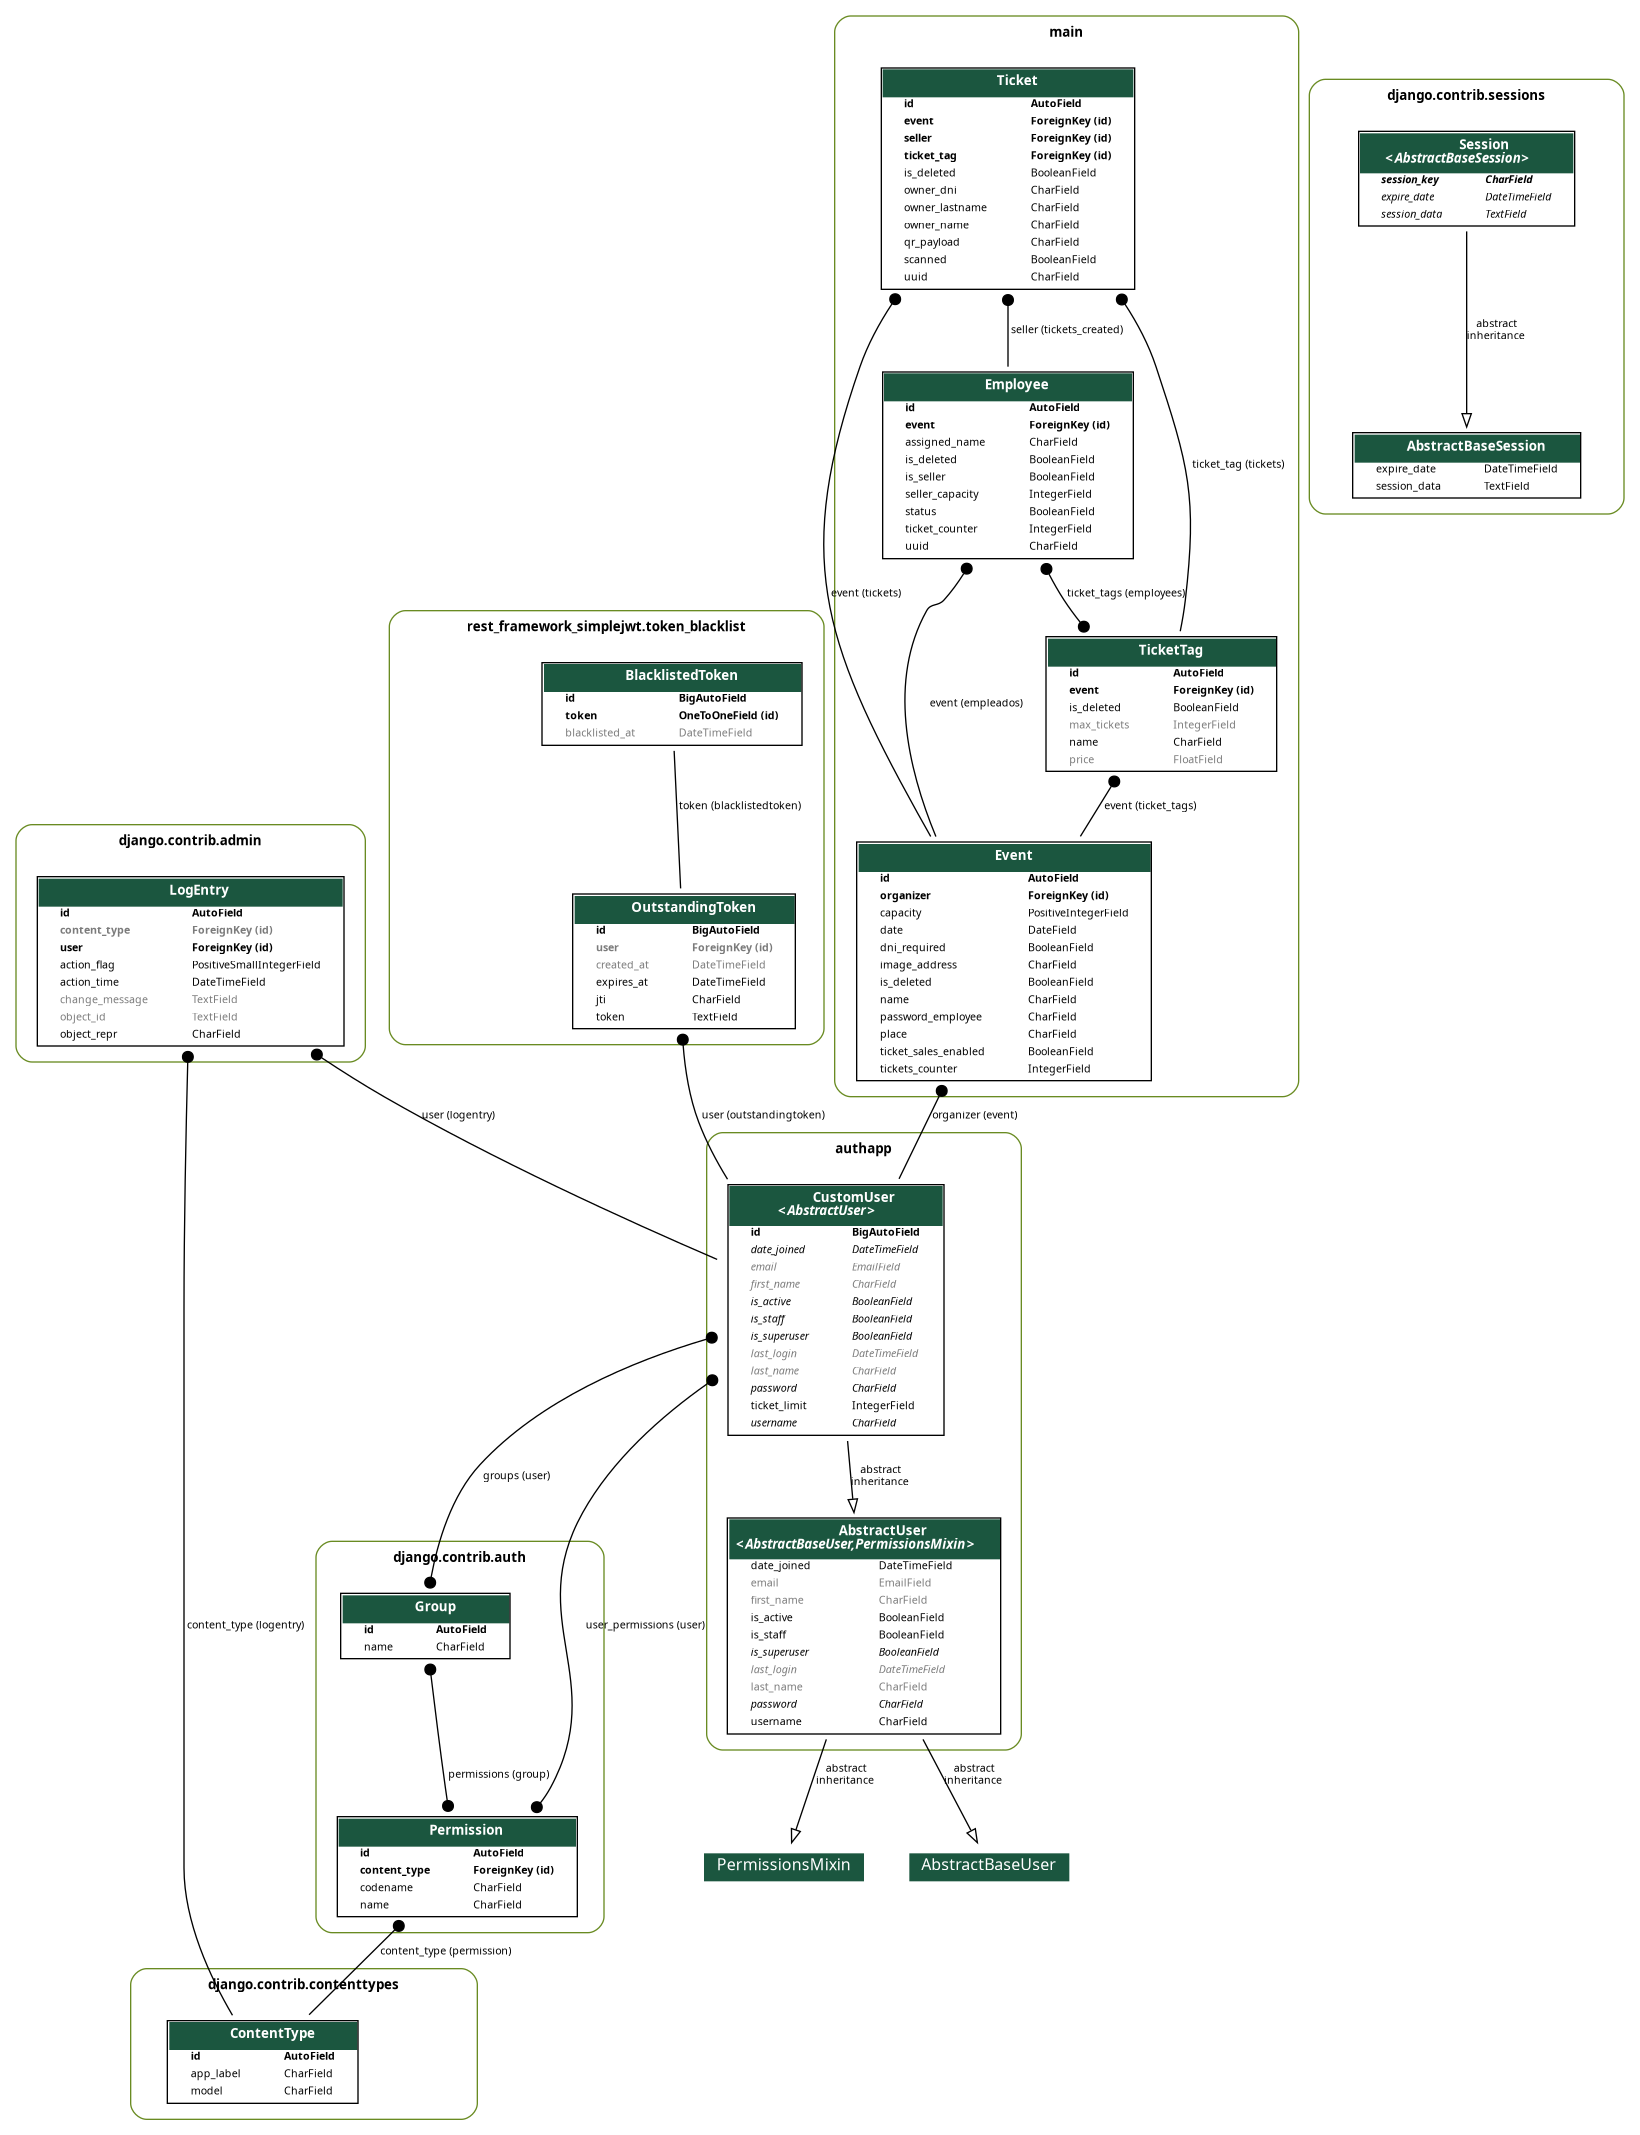 main
Ticket
id AutoField
event ForeignKey (id)
seller ForeignKey (id)
ticket_tag ForeignKey (id)
is_deleted BooleanField
owner_dni CharField
owner_lastname CharField
owner_name CharField
qr_payload CharField
scanned BooleanField
uuid CharField
seller (tickets_created)
Employee
id AutoField
event ForeignKey (id)
assigned_name CharField
is_deleted BooleanField
is_seller BooleanField
seller_capacity IntegerField
status BooleanField
ticket_counter IntegerField
uuid CharField
ticket_tag (tickets)
event (tickets)
ticket_tags (employees)
TicketTag
id AutoField
event ForeignKey (id)
is_deleted BooleanField
max_tickets IntegerField
name CharField
price FloatField
event (empleados)
event (ticket_tags)
Event
id AutoField
organizer ForeignKey (id)
capacity PositiveIntegerField
date DateField
dni_required BooleanField
image_address CharField
is_deleted BooleanField
name CharField
password_employee CharField
place CharField
ticket_sales_enabled BooleanField
tickets_counter IntegerField
django.contrib.sessions
Session
<AbstractBaseSession>
session_key CharField
expire_date DateTimeField
session_data TextField
abstract
inheritance
AbstractBaseSession
expire_date DateTimeField
session_data TextField
rest_framework_simplejwt.token_blacklist
BlacklistedToken
id BigAutoField
token OneToOneField (id)
blacklisted_at DateTimeField
token (blacklistedtoken)
OutstandingToken
id BigAutoField
user ForeignKey (id)
created_at DateTimeField
expires_at DateTimeField
jti CharField
token TextField
django.contrib.admin
LogEntry
id AutoField
content_type ForeignKey (id)
user ForeignKey (id)
action_flag PositiveSmallIntegerField
action_time DateTimeField
change_message TextField
object_id TextField
object_repr CharField
user (logentry)
user (outstandingtoken)
organizer (event)
authapp
CustomUser
<AbstractUser>
id BigAutoField
date_joined DateTimeField
email EmailField
first_name CharField
is_active BooleanField
is_staff BooleanField
is_superuser BooleanField
last_login DateTimeField
last_name CharField
password CharField
ticket_limit IntegerField
username CharField
abstract
inheritance
AbstractUser
<AbstractBaseUser,PermissionsMixin>
date_joined DateTimeField
email EmailField
first_name CharField
is_active BooleanField
is_staff BooleanField
is_superuser BooleanField
last_login DateTimeField
last_name CharField
password CharField
username CharField
abstract
inheritance
abstract
inheritance
PermissionsMixin
AbstractBaseUser
groups (user)
django.contrib.auth
Group
id AutoField
name CharField
content_type (logentry)
user_permissions (user)
permissions (group)
Permission
id AutoField
content_type ForeignKey (id)
codename CharField
name CharField
content_type (permission)
django.contrib.contenttypes
ContentType
id AutoField
app_label CharField
model CharField